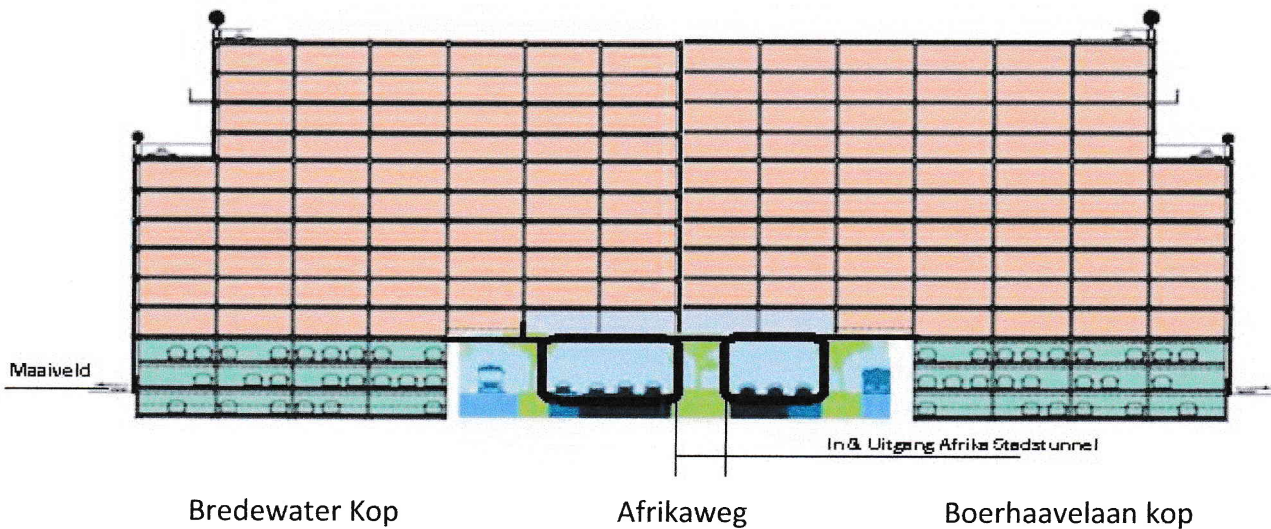 Maaiveld
In & Uitgang Afrika Stadstunnel
Bredewater Kop
Afrikaweg
Boerhaavelaan kop